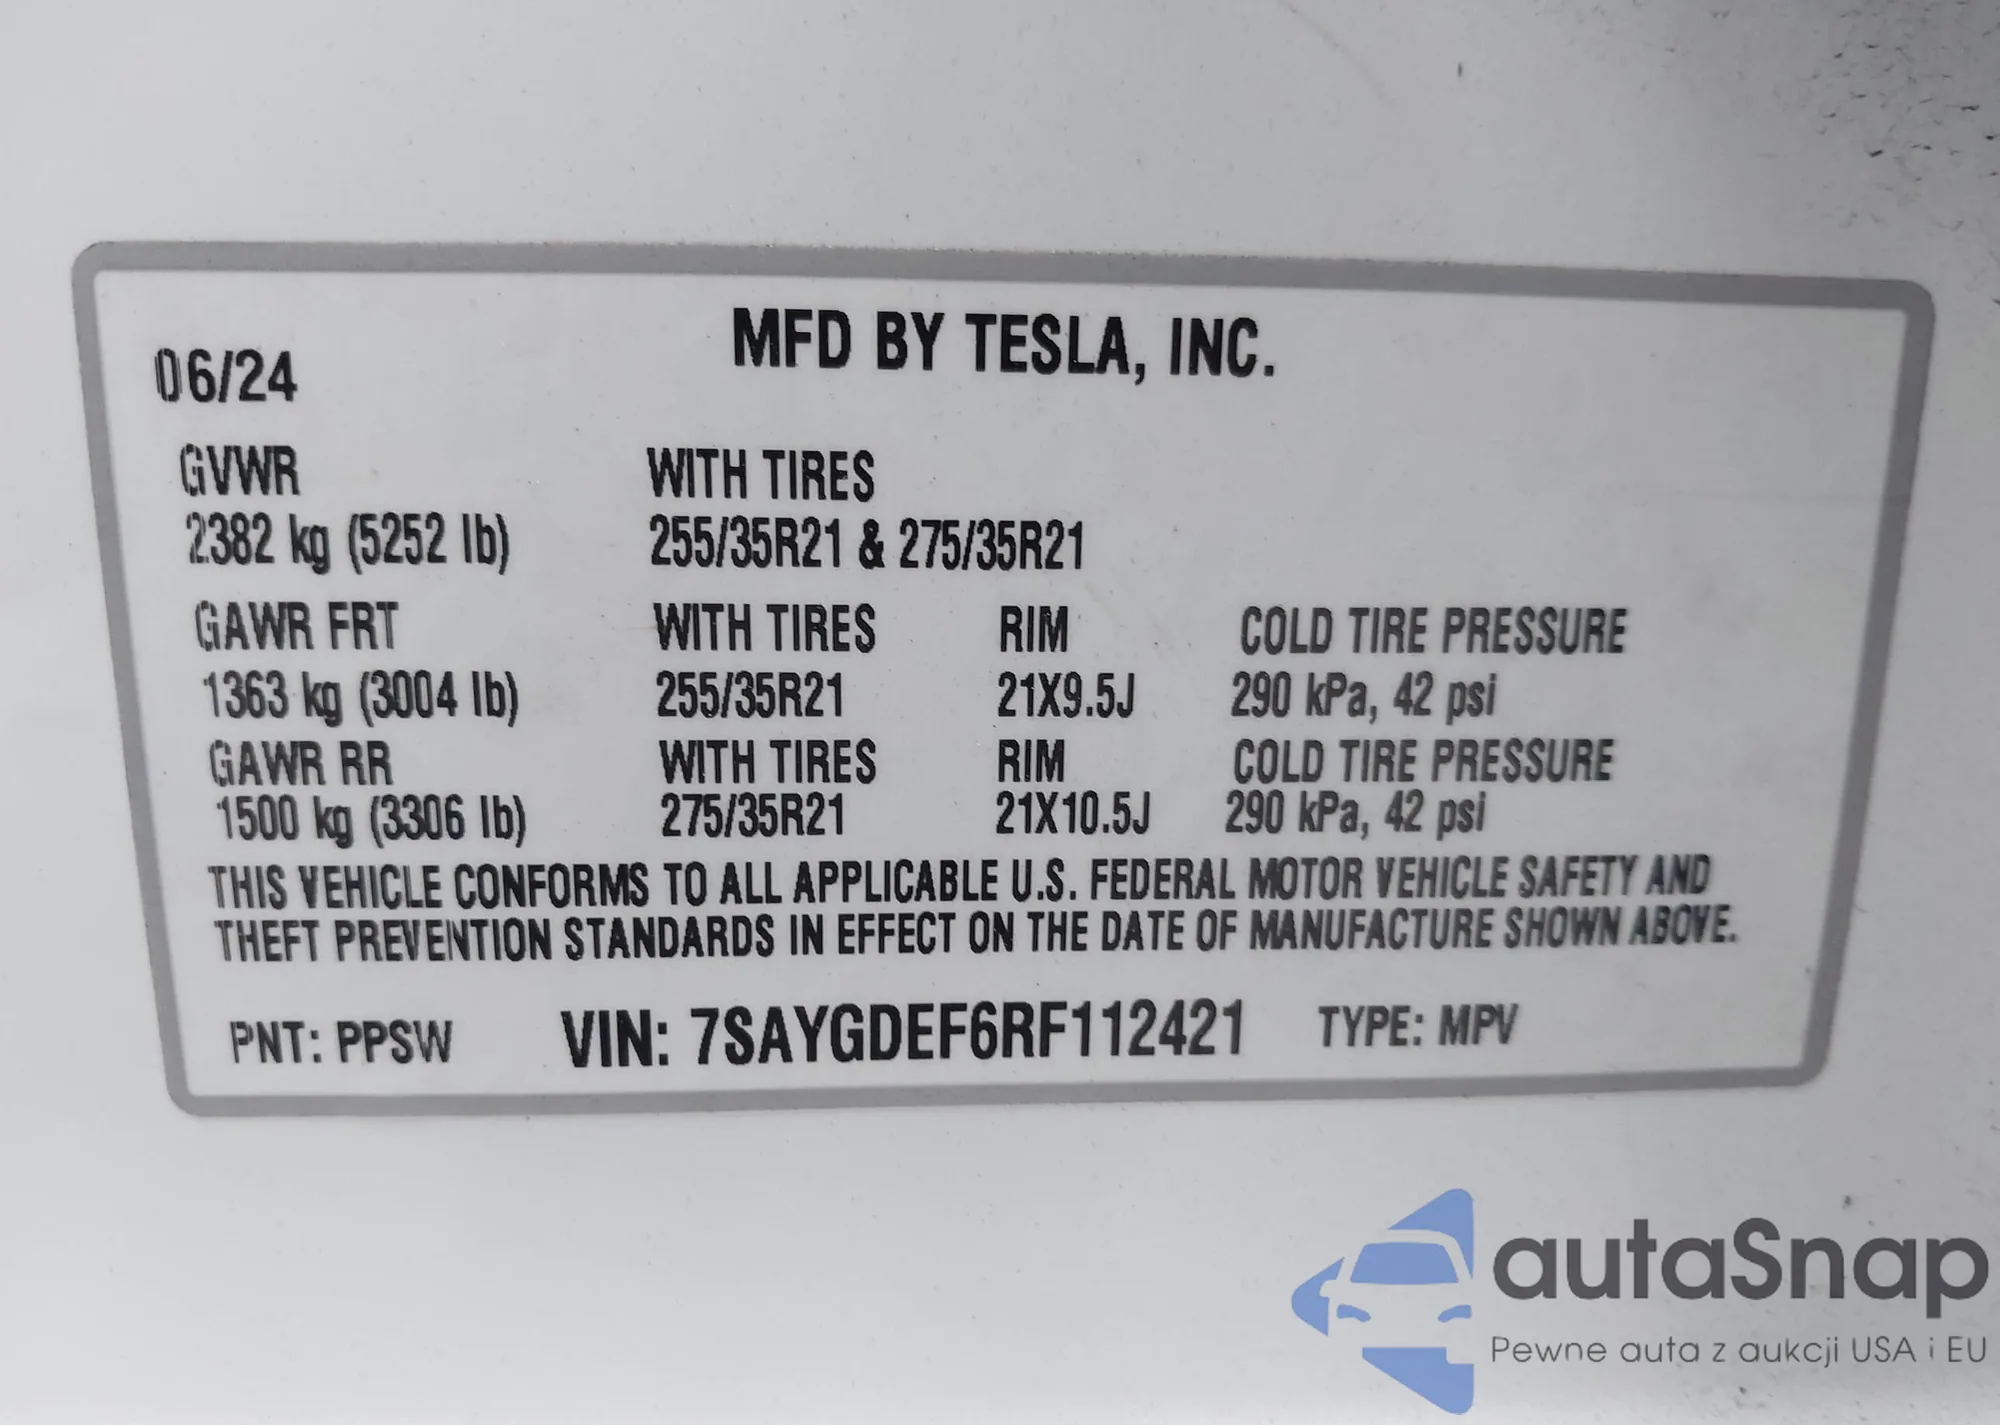 MFD BY TESLA, INC.
06/24
GVWR WITH TIRES
2382 kg (5252 lb) 255/35R21 & 275/35R21
GAWR FRT WITH TIRES RIM COLD TIRE PRESSURE
1363 kg (3004 lb) 255/35R21 21X9.5J 290 kPa, 42 psi
GAWR RR WITH TIRES RIM COLD TIRE PRESSURE
1500 kg (3306 lb) 275/35R21 21X10.5J 290 kPa, 42 psi
THIS VEHICLE CONFORMS TO ALL APPLICABLE U.S. FEDERAL MOTOR VEHICLE SAFETY AND
THEFT PREVENTION STANDARDS IN EFFECT ON THE DATE OF MANUFACTURE SHOWN ABOVE.
PNT: PPSW VIN: 7SAYGDEF6RF112421 TYPE: MPV
autaSnap
Pewne auta z aukcji USA i EU